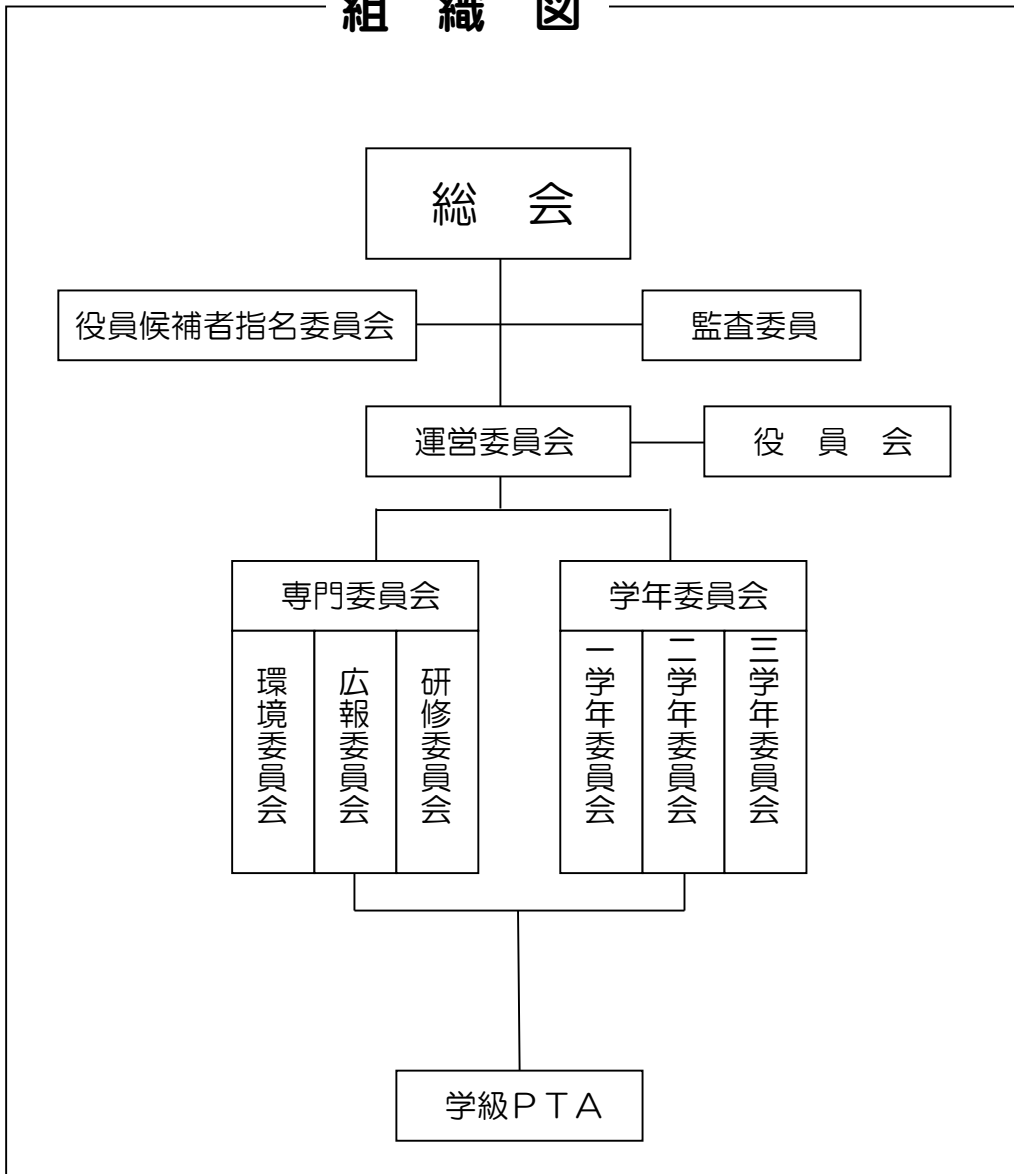 組　織　図
総　会
役員候補者指名委員会
監査委員
運営委員会
役　員　会
専門委員会
環境委員会
広報委員会
研修委員会
学年委員会
一学年委員会
二学年委員会
三学年委員会
学級ＰＴＡ